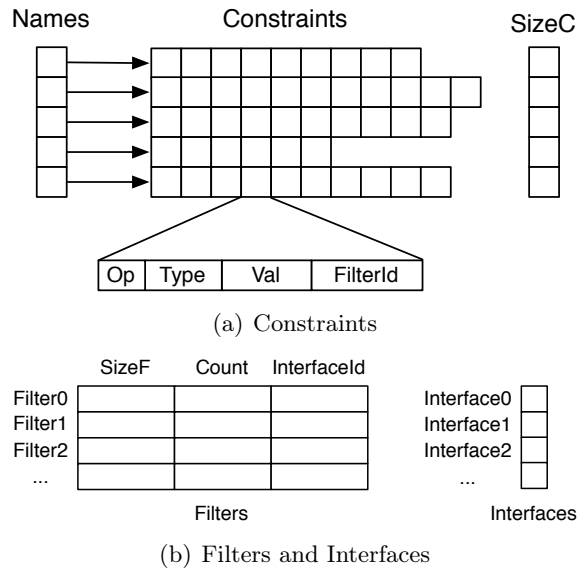 Names Constraints SizeC
Op Type Val FilterId
(a) Constraints
SizeF Count InterfaceId
Filter0 Interface0
Filter1 Interface1
Filter2 Interface2
... ...
Filters Interfaces
(b) Filters and Interfaces